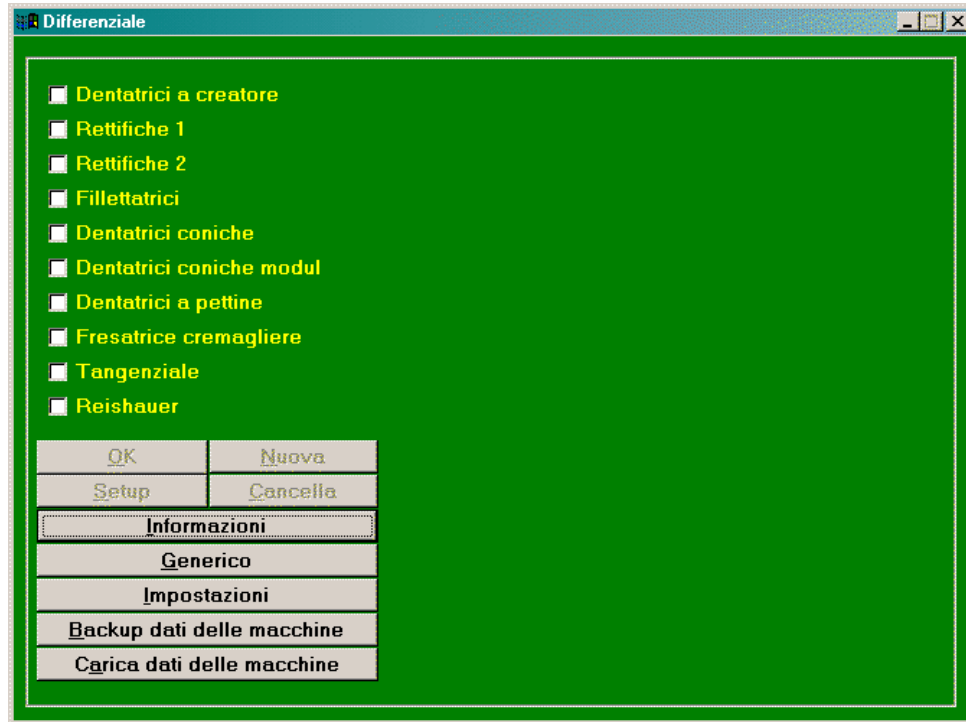 Differenziale
Dentatrici a creatore
Rettifiche 1
Rettifiche 2
Fillettatrici
Dentatrici coniche
Dentatrici coniche modul
Dentatrici a pettine
Fresatrice cremagliere
Tangenziale
Reishauer
OK Nuova
Setup Cancella
Informazioni
Generico
Impostazioni
Backup dati delle macchine
Carica dati delle macchine